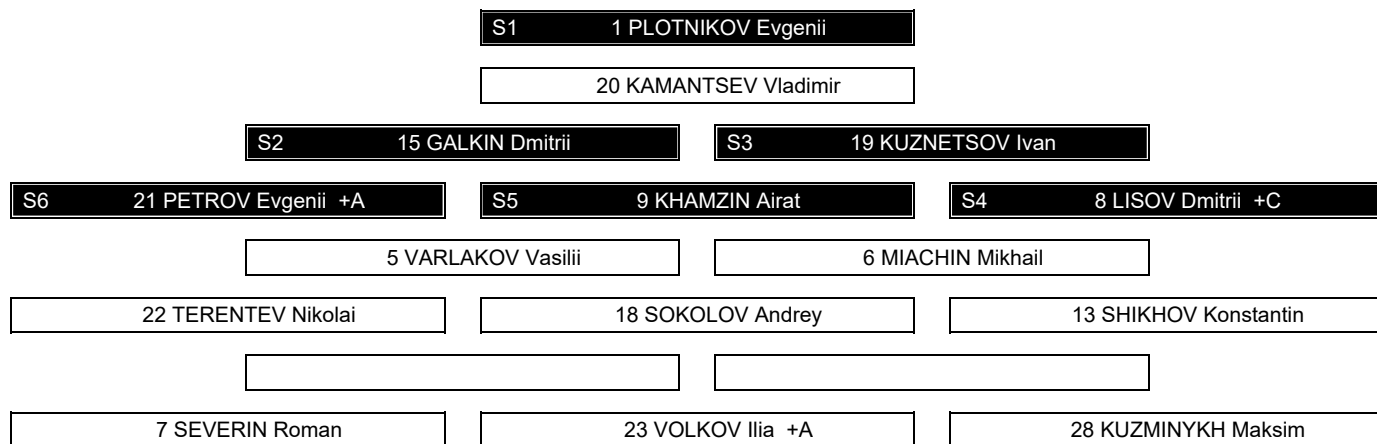 S1 1 PLOTNIKOV Evgenii
20 KAMANTSEV Vladimir
S2 15 GALKIN Dmitrii S3 19 KUZNETSOV Ivan
S6 21 PETROV Evgenii +A S5 9 KHAMZIN Airat S4 8 LISOV Dmitrii +C
5 VARLAKOV Vasilii 6 MIACHIN Mikhail
22 TERENTEV Nikolai 18 SOKOLOV Andrey 13 SHIKHOV Konstantin
7 SEVERIN Roman 23 VOLKOV Ilia +A 28 KUZMINYKH Maksim